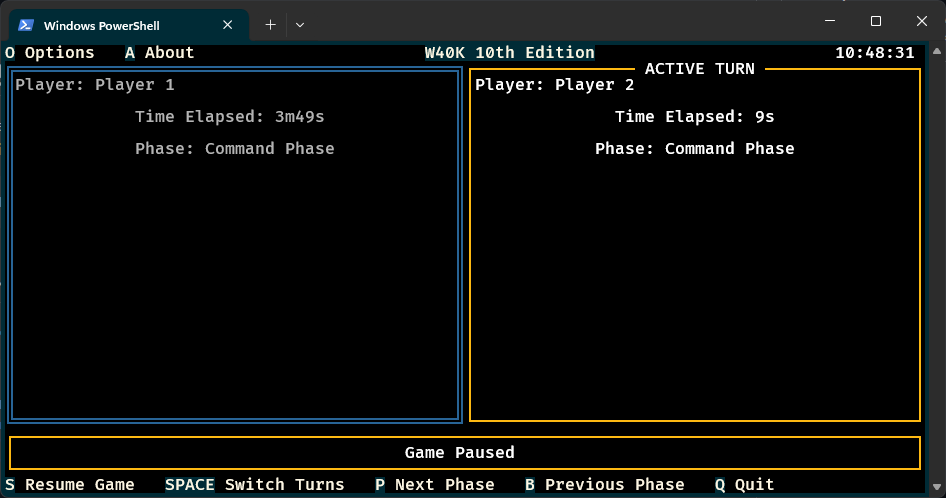 Windows PowerShell
O Options A About W40K 10th Edition 10:48:31
ACTIVE TURN
Player: Player 1
Time Elapsed: 3m49s
Phase: Command Phase
Player: Player 2
Time Elapsed: 9s
Phase: Command Phase
Game Paused
S Resume Game SPACE Switch Turns P Next Phase B Previous Phase Q Quit